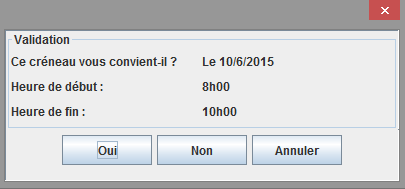 Validation
Ce créneau vous convient-il ? Le 10/6/2015
Heure de début : 8h00
Heure de fin : 10h00
Oui Non Annuler